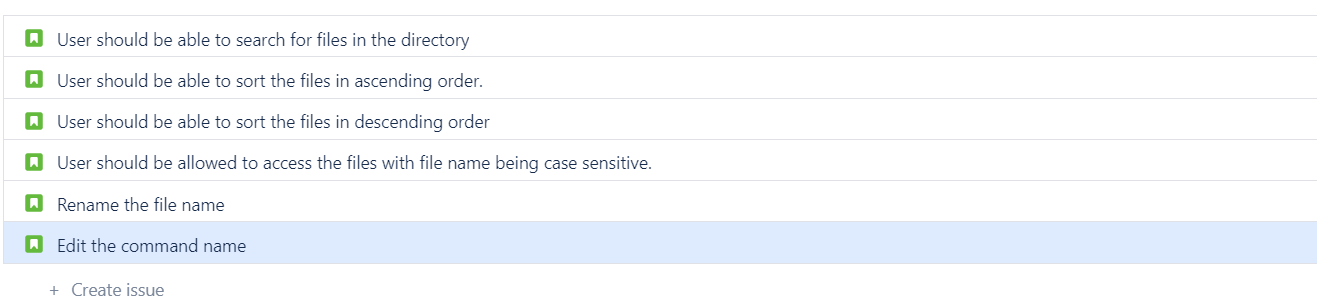 User should be able to search for files in the directory
User should be able to sort the files in ascending order.
User should be able to sort the files in descending order
User should be allowed to access the files with file name being case sensitive.
Rename the file name
Edit the command name
+ Create issue